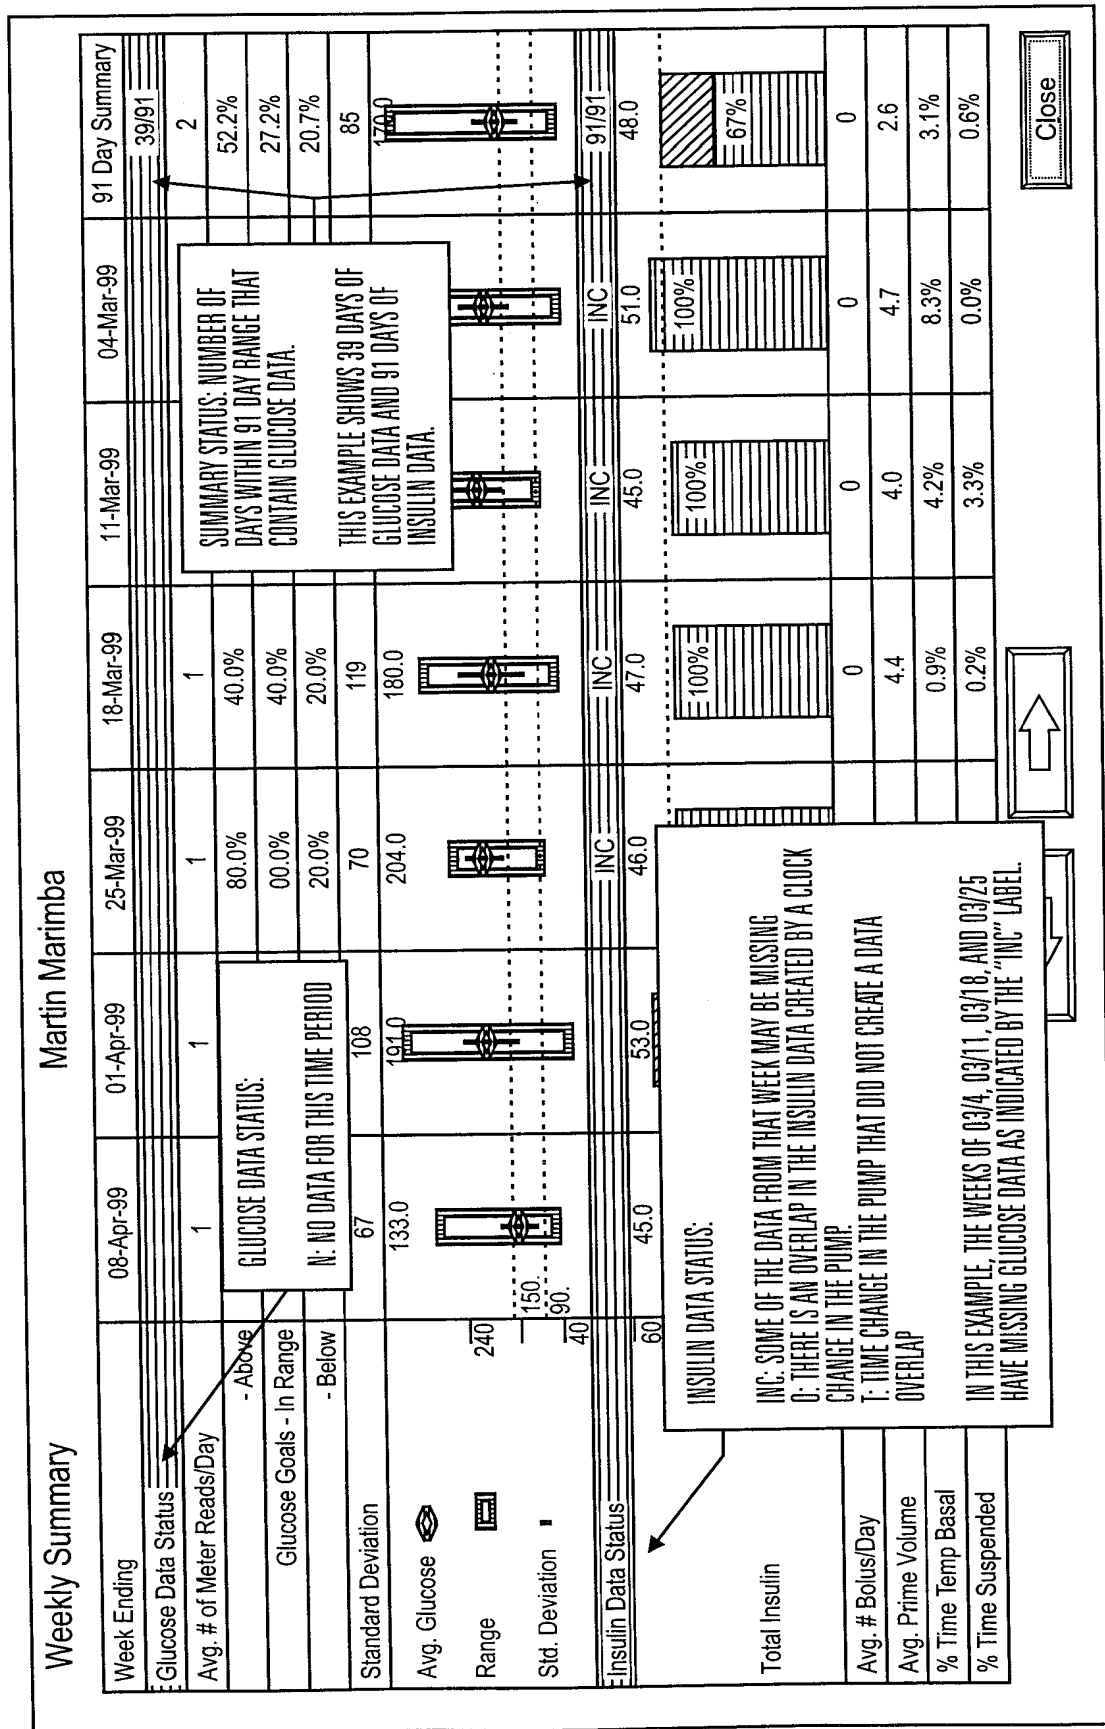 Weekly Summary
Martin Marimba
Week Ending 08-Apr-99 01-Apr-99 25-Mar-99 18-Mar-99 11-Mar-99 04-Mar-99 91 Day Summary
Glucose Data Status 39/91
Avg. # of Meter Reads/Day 1 1 1 1 2
- Above 80.0% 40.0% 52.2%
Glucose Goals - In Range 00.0% 40.0% 27.2%
- Below 20.0% 20.0% 20.7%
Standard Deviation 67 108 70 119 85
133.0 191.0 204.0 180.0 170.0
Avg. Glucose
Range
Std. Deviation
240
150.
90.
40
Insulin Data Status INC INC INC INC 91/91
60 45.0 53.0 46.0 47.0 45.0 51.0 48.0
Total Insulin
100% 100% 100% 67%
Avg. # Bolus/Day 0 0 0 0
Avg. Prime Volume 4.4 4.0 4.7 2.6
% Time Temp Basal 0.9% 4.2% 8.3% 3.1%
% Time Suspended 0.2% 3.3% 0.0% 0.6%
GLUCOSE DATA STATUS:
N: NO DATA FOR THIS TIME PERIOD
SUMMARY STATUS: NUMBER OF
DAYS WITHIN 91 DAY RANGE THAT
CONTAIN GLUCOSE DATA.
THIS EXAMPLE SHOWS 39 DAYS OF
GLUCOSE DATA AND 91 DAYS OF
INSULIN DATA.
INSULIN DATA STATUS:
INC: SOME OF THE DATA FROM THAT WEEK MAY BE MISSING
O: THERE IS AN OVERLAP IN THE INSULIN DATA CREATED BY A CLOCK
CHANGE IN THE PUMP.
T: TIME CHANGE IN THE PUMP THAT DID NOT CREATE A DATA
OVERLAP
IN THIS EXAMPLE, THE WEEKS OF 03/4, 03/11, 03/18, AND 03/25
HAVE MISSING GLUCOSE DATA AS INDICATED BY THE "INC" LABEL.
Close